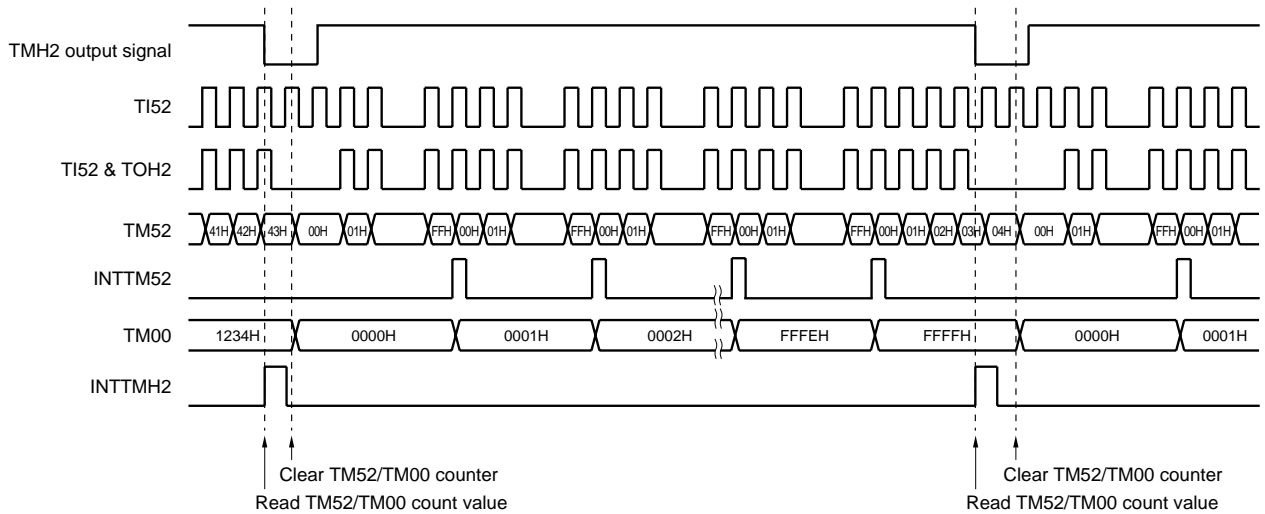 TMH2 output signal
TI52
TI52 & TOH2
TM52 41H 42H 43H 00H 01H FFH 00H 01H FFH 00H 01H FFH 00H 01H FFH 00H 01H 02H 03H 04H 00H 01H FFH 00H 01H
INTTM52
TM00 1234H 0000H 0001H 0002H FFFEH FFFFH 0000H 0001H
INTTMH2
Clear TM52/TM00 counter Clear TM52/TM00 counter
Read TM52/TM00 count value Read TM52/TM00 count value